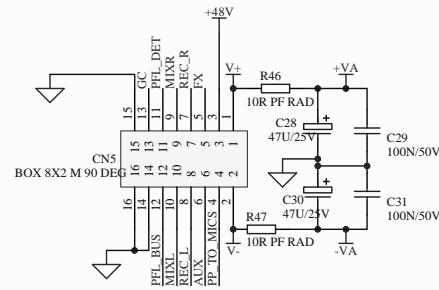 +48V
GC
PFL_DET
MIXR
REC_R
FX
V+
R46
10R PF RAD
+VA
15
13
11
9
7
5
3
1
15
13
11
9
7
5
3
1
CN5
BOX 8X2 M 90 DEG
16
14
12
10
8
6
4
2
16
14
12
10
8
6
4
2
C28
47U/25V
+
C29
100N/50V
C30
47U/25V
+
C31
100N/50V
R47
10R PF RAD
V-
-VA
PFL_BUS
MIXL
REC_L
AUX
PP_TO_MICS